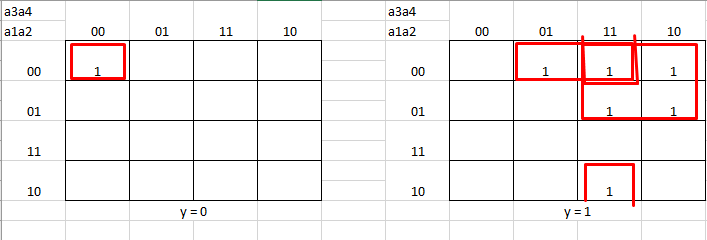 a3a4 a3a4
a1a2 00 01 11 10 a1a2 00 01 11 10
00 1 00 1 1 1
01 01 1 1
11 11
10 10 1
y = 0 y = 1